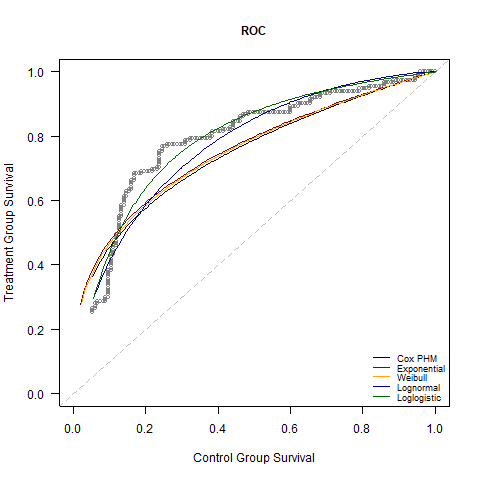 ROC
Treatment Group Survival
1.0
0.8
0.6
0.4
0.2
0.0
Cox PHM
Exponential
Weibull
Lognormal
Loglogistic
0.0 0.2 0.4 0.6 0.8 1.0
Control Group Survival